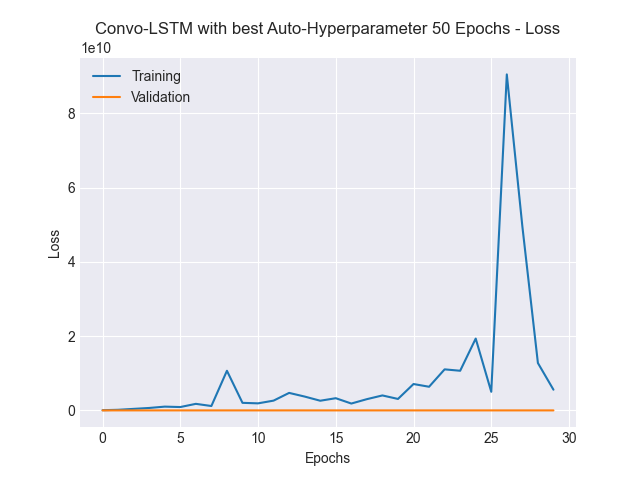 Convo-LSTM with best Auto-Hyperparameter 50 Epochs - Loss
1e10
Training
Validation
8
6
4
2
0
Loss
0 5 10 15 20 25 30
Epochs